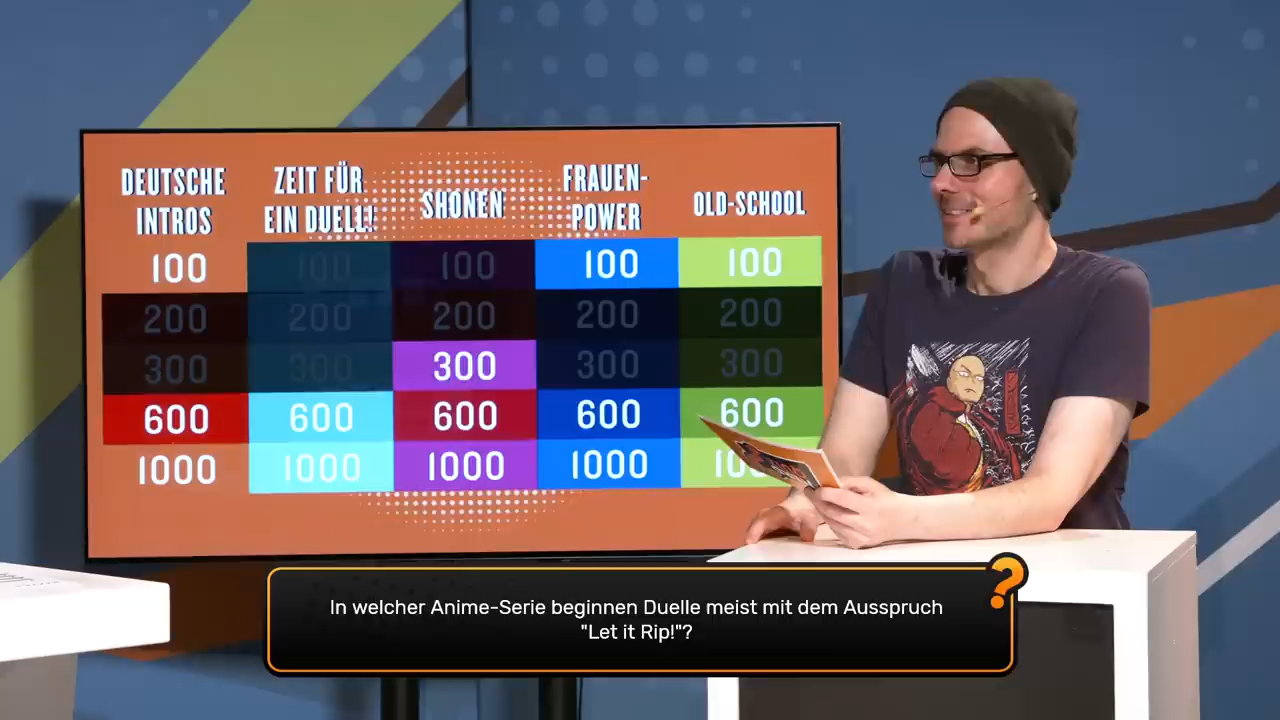 DEUTSCHE INTROS
ZEIT FÜR EIN DUELL!
SHONEN
FRAUEN-POWER
OLD-SCHOOL
100 100 100 100 100
200 200 200 200 200
300 300 300 300 300
600 600 600 600 600
1000 1000 1000 1000
In welcher Anime-Serie beginnen Duelle meist mit dem Ausspruch
"Let it Rip!"?
?